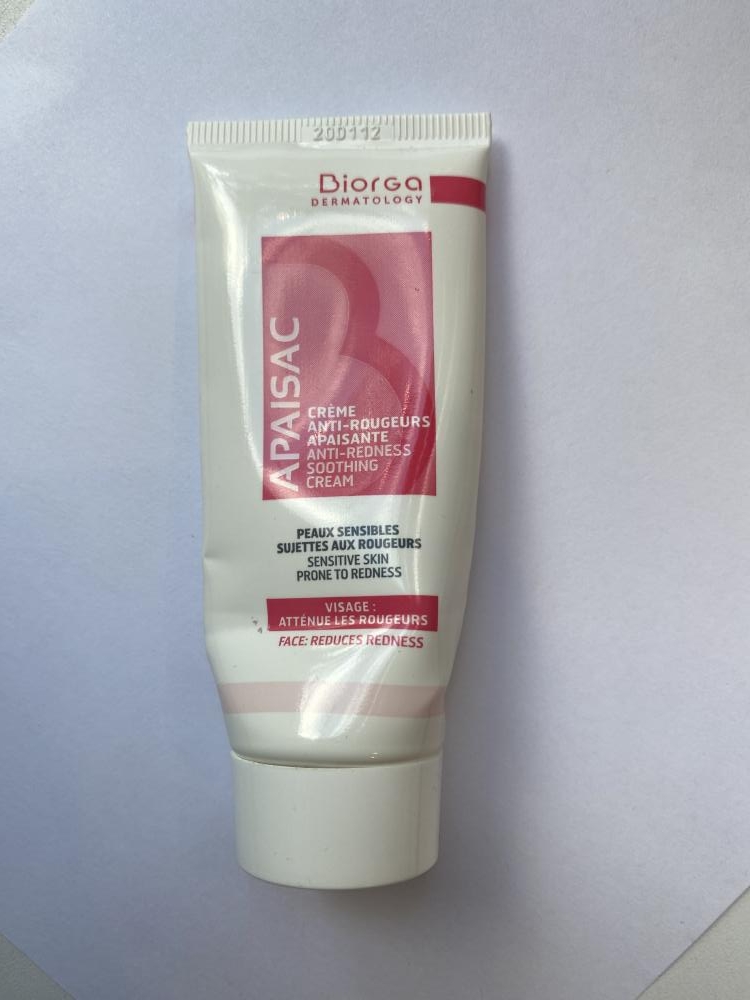 20D112
Biorga
DERMATOLOGY
APAISAC
CRÈME
ANTI-ROUGEURS
APAISANTE
ANTI-REDNESS
SOOTHING
CREAM
PEAUX SENSIBLES
SUJETTES AUX ROUGEURS
SENSITIVE SKIN
PRONE TO REDNESS
VISAGE :
ATTÉNUE LES ROUGEURS
FACE: REDUCES REDNESS